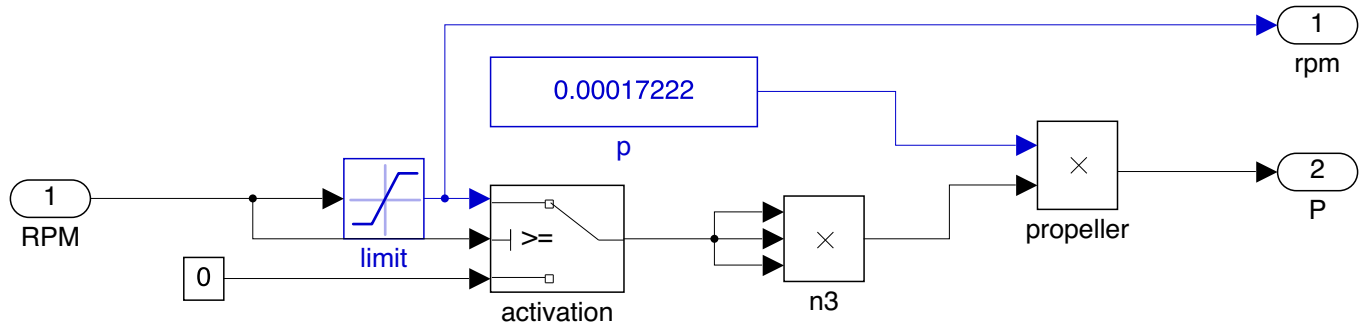 1
rpm
0.00017222
p
1
RPM
limit
>=
0
activation
×
n3
×
propeller
2
P